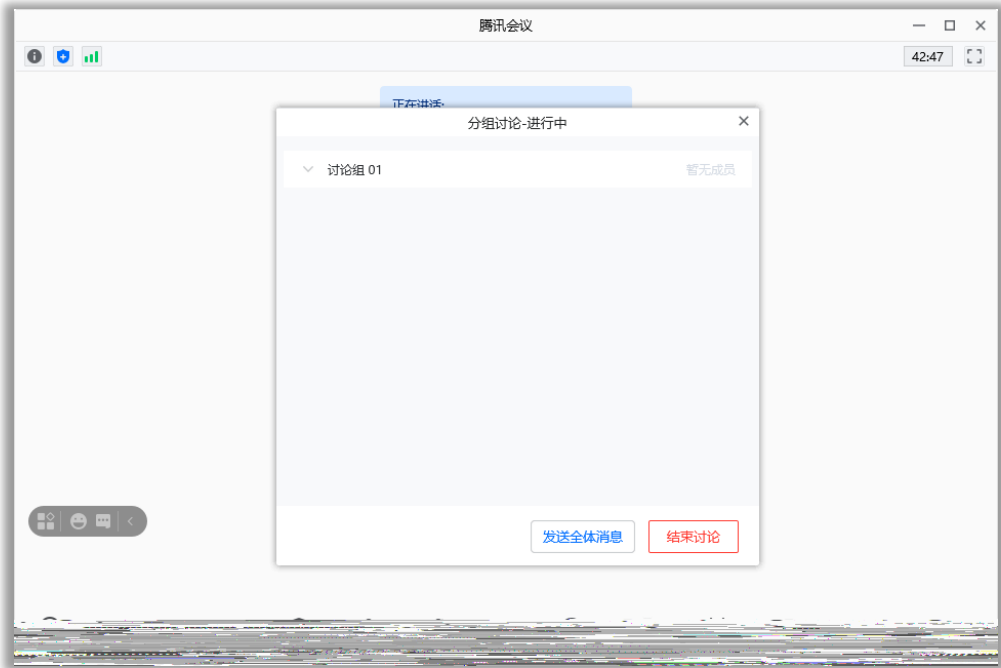 腾讯会议
42:47
正在讲话:
分组讨论-进行中
讨论组 01
暂无成员
发送全体消息
结束讨论